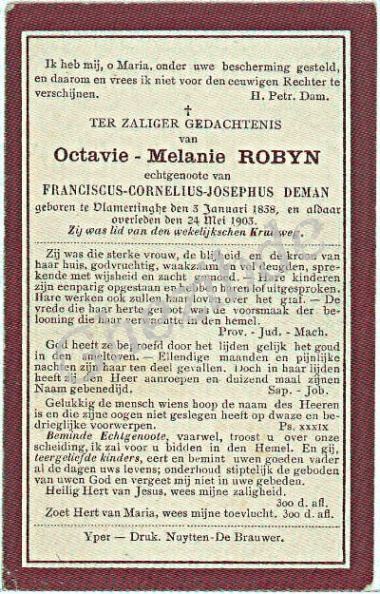 Ik heb mij, o Maria, onder uwe bescherming gesteld,
en daarom en vrees ik niet voor den eeuwigen Rechter te
verschijnen. H. Petr. Dam.
†
TER ZALIGER GEDACHTENIS
van
Octavie - Melanie ROBYN
echtgenoote van
FRANCISCUS-CORNELIUS-JOSEPHUS DEMAN
geboren te Vlamertinghe den 3 Januari 1838, en aldaar
overleden den 24 Mei 1903.
Zij was lid van den wekelijkschen Kruisweg.
Zij was die sterke vrouw, de blijheid en de kroon van
haar huis, godvruchtig, waakzaam en vol deugden, spre-
kende met wijsheid en zacht gemoed. — Hare kinderen
zijn eenparig opgestaan en hebben haren lof uitgesproken.
Hare werken ook zullen haar loven over het graf. — De
vrede die haar herte genoot was de voorsmaak der be-
looning die haar verwachtte in den hemel.
Prov. - Jud. - Mach.
God heeft ze beproefd door het lijden gelijk het goud
in den smeltoven. — Ellendige maanden en pijnlijke
nachten zijn haar ten deel gevallen. Doch in haar lijden
heeft zij den Heer aanroepen en duizend maal zijnen
Naam gebenedijd. Sap. - Job.
Gelukkig de mensch wiens hoop de naam des Heeren
is en die zijne oogen niet geslegen heeft op dwaze en be-
drieglijke voorwerpen. Ps. xxxix
Beminde Echtgenoote, vaarwel, troost u over onze
scheiding, ik zal voor u bidden in den Hemel. En gij,
teergeliefde kinders, eert en bemint uwen goeden vader
al de dagen uws levens; onderhoud stiptelijk de geboden
van uwen God en vergeet mij niet in uwe gebeden.
Heilig Hert van Jesus, wees mijne zaligheid.
300 d. afl.
Zoet Hert van Maria, wees mijne toevlucht. 300 d. afl.
Yper — Druk. Nuytten-De Brauwer.